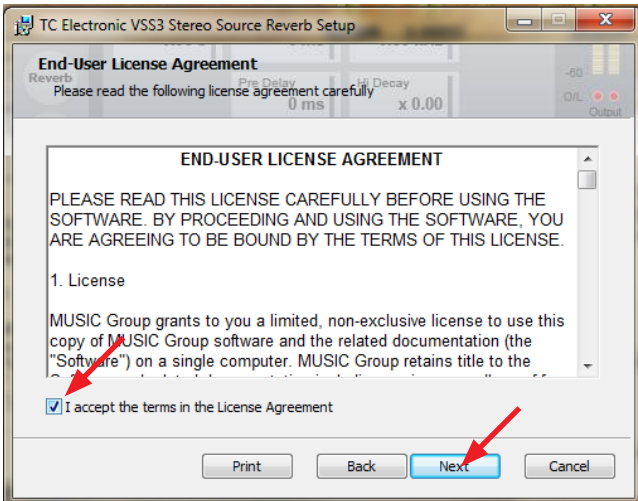 TC Electronic VSS3 Stereo Source Reverb Setup
End-User License Agreement
Please read the following license agreement carefully
Reverb
Pre Delay
Hi Decay
0 ms
x 0.00
-60
O/L
Output
END-USER LICENSE AGREEMENT
PLEASE READ THIS LICENSE CAREFULLY BEFORE USING THE
SOFTWARE. BY PROCEEDING AND USING THE SOFTWARE, YOU
ARE AGREEING TO BE BOUND BY THE TERMS OF THIS LICENSE.
1. License
MUSIC Group grants to you a limited, non-exclusive license to use this
copy of MUSIC Group software and the related documentation (the
"Software") on a single computer. MUSIC Group retains title to the
I accept the terms in the License Agreement
Print
Back
Next
Cancel